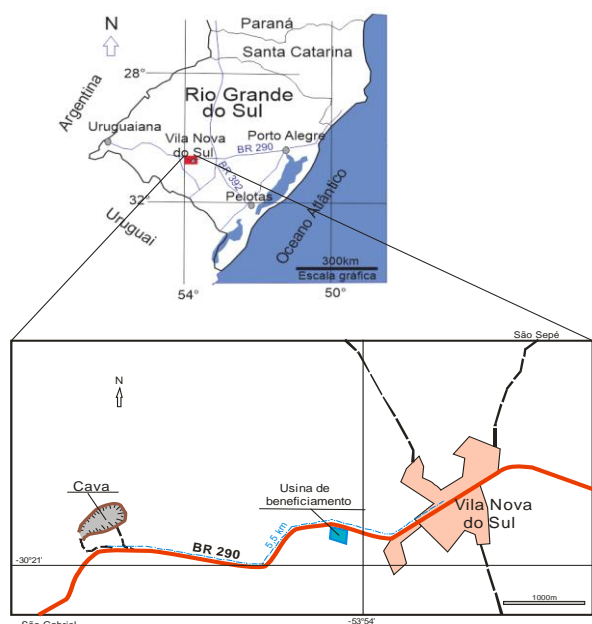 N
Paraná
Santa Catarina
28°
Argentina
Rio Grande
do Sul
Uruguaiana
Vila Nova
do Sul
Porto Alegre
BR 290
BR 392
32°
Pelotas
Uruguai
Oceano Atlântico
300km
Escala gráfica
54°
50°
São Sepé
N
Cava
Usina de
beneficiamento
Vila Nova
do Sul
5,5 km
BR 290
-30°21'
1000m
-53°54'
São Gabriel